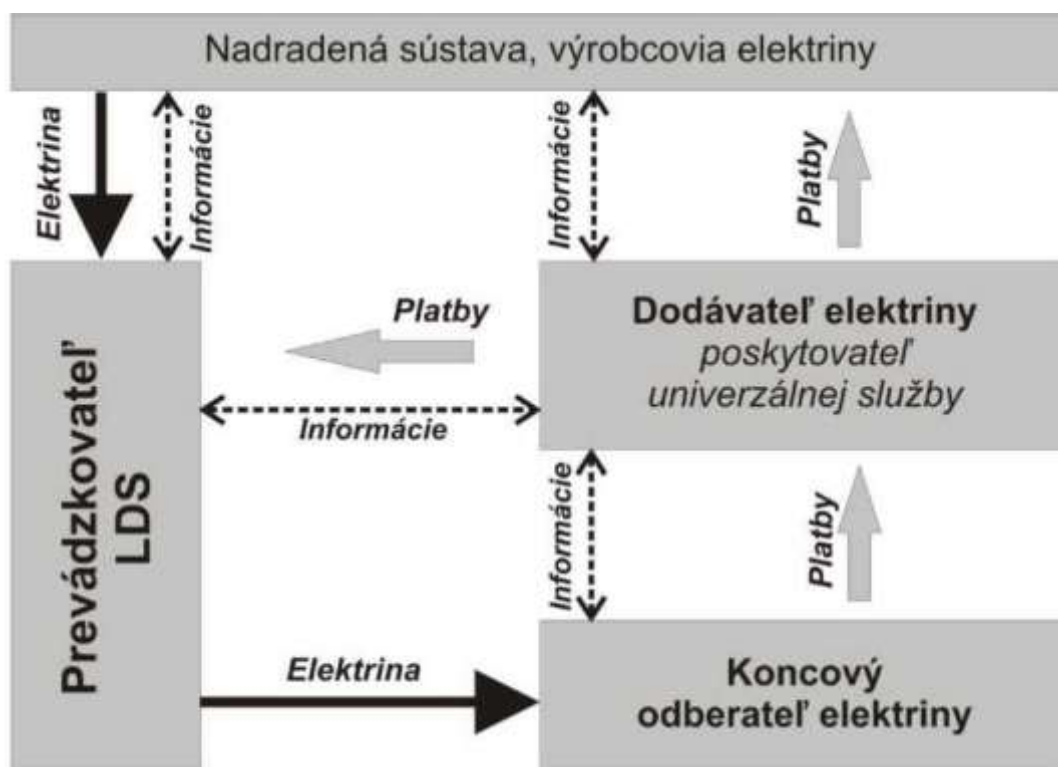 Nadradená sústava, výrobcovia elektriny
Elektrina
Informácie
Informácie
Platby
Platby
Dodávateľ elektriny
poskytovateľ
univerzálnej služby
Informácie
Prevádzkovateľ
LDS
Informácie
Platby
Elektrina
Koncový
odberateľ elektriny